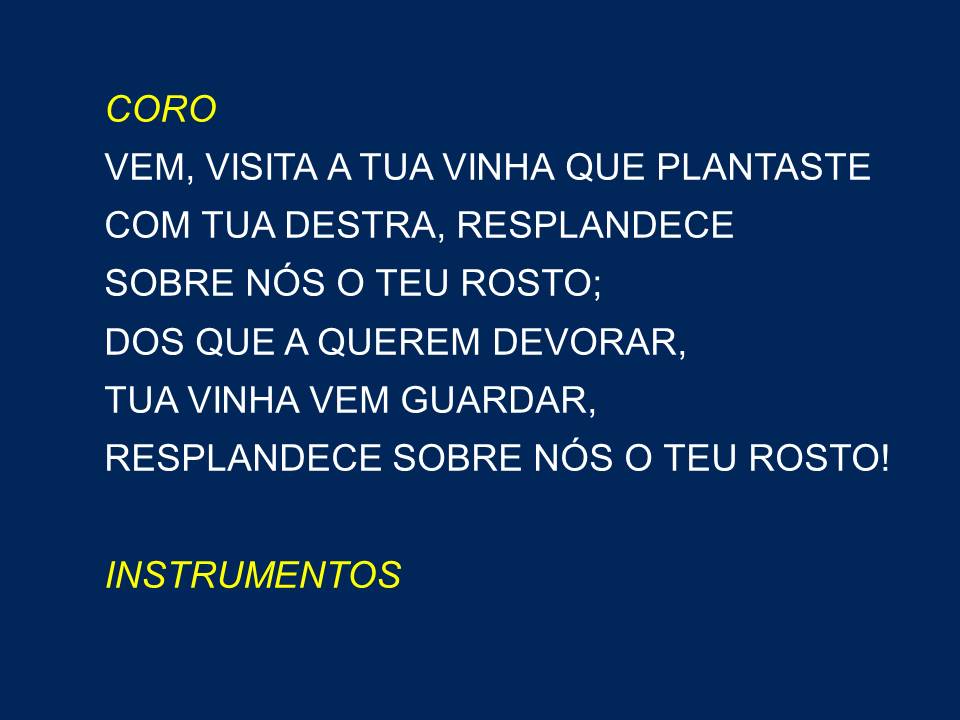 CORO
VEM, VISITA A TUA VINHA QUE PLANTASTE
COM TUA DESTRA, RESPLANDECE
SOBRE NÓS O TEU ROSTO;
DOS QUE A QUEREM DEVORAR,
TUA VINHA VEM GUARDAR,
RESPLANDECE SOBRE NÓS O TEU ROSTO!
INSTRUMENTOS